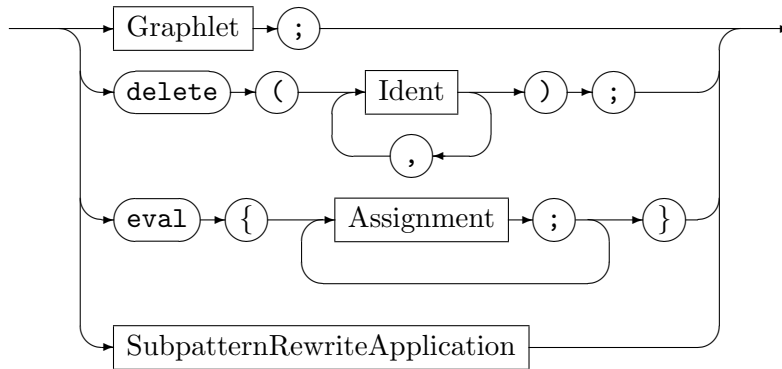 Graphlet ;
delete ( Ident ) ;
,
eval { Assignment ; }
SubpatternRewriteApplication